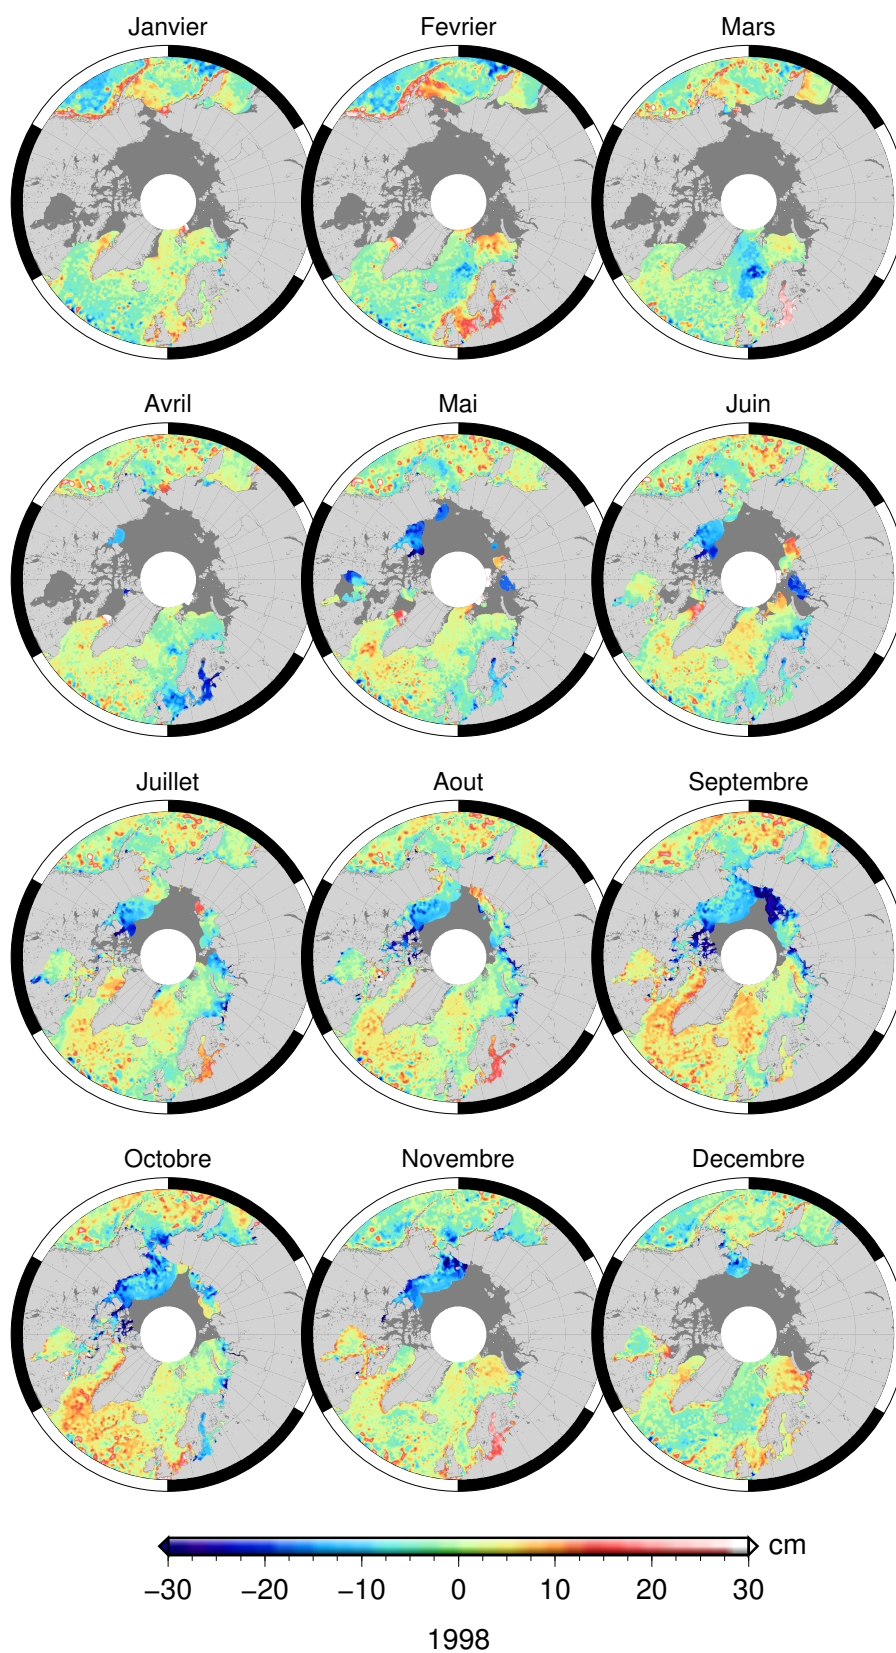 Janvier Fevrier Mars
Avril Mai Juin
Juillet Aout Septembre
Octobre Novembre Decembre
cm
−30 −20 −10 0 10 20 30
1998